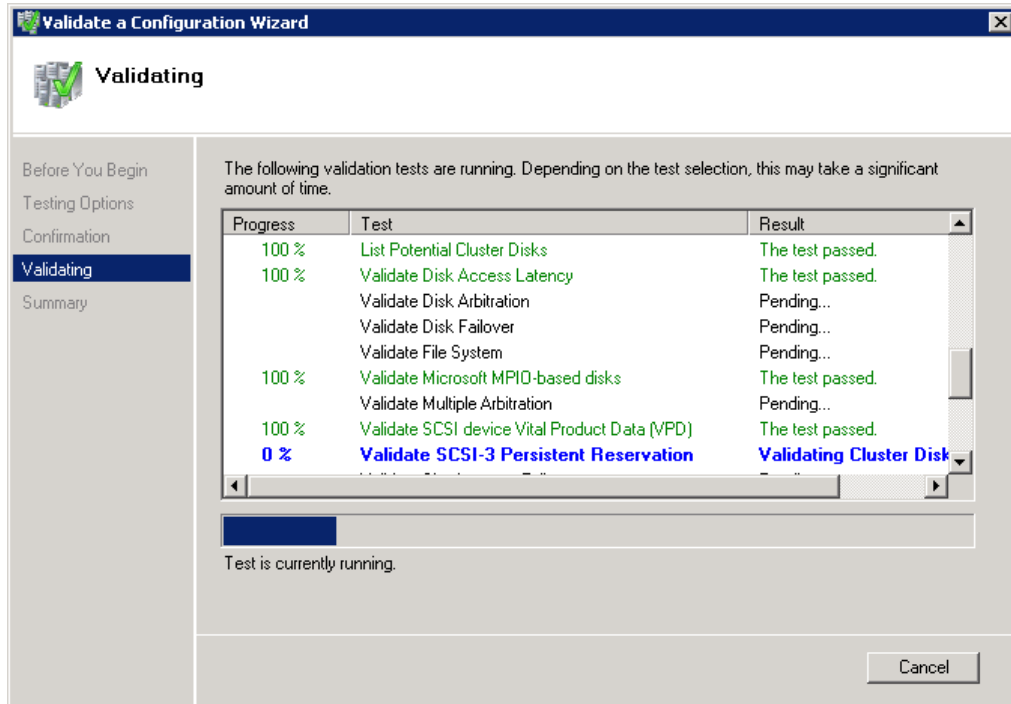 Validate a Configuration Wizard
Validating
Before You Begin
Testing Options
Confirmation
Validating
Summary
The following validation tests are running. Depending on the test selection, this may take a significant
amount of time.
Progress Test Result
100 % List Potential Cluster Disks The test passed.
100 % Validate Disk Access Latency The test passed.
Validate Disk Arbitration Pending...
Validate Disk Failover Pending...
Validate File System Pending...
100 % Validate Microsoft MPIO-based disks The test passed.
Validate Multiple Arbitration Pending...
100 % Validate SCSI device Vital Product Data (VPD) The test passed.
0 % Validate SCSI-3 Persistent Reservation Validating Cluster Disk
Test is currently running.
Cancel